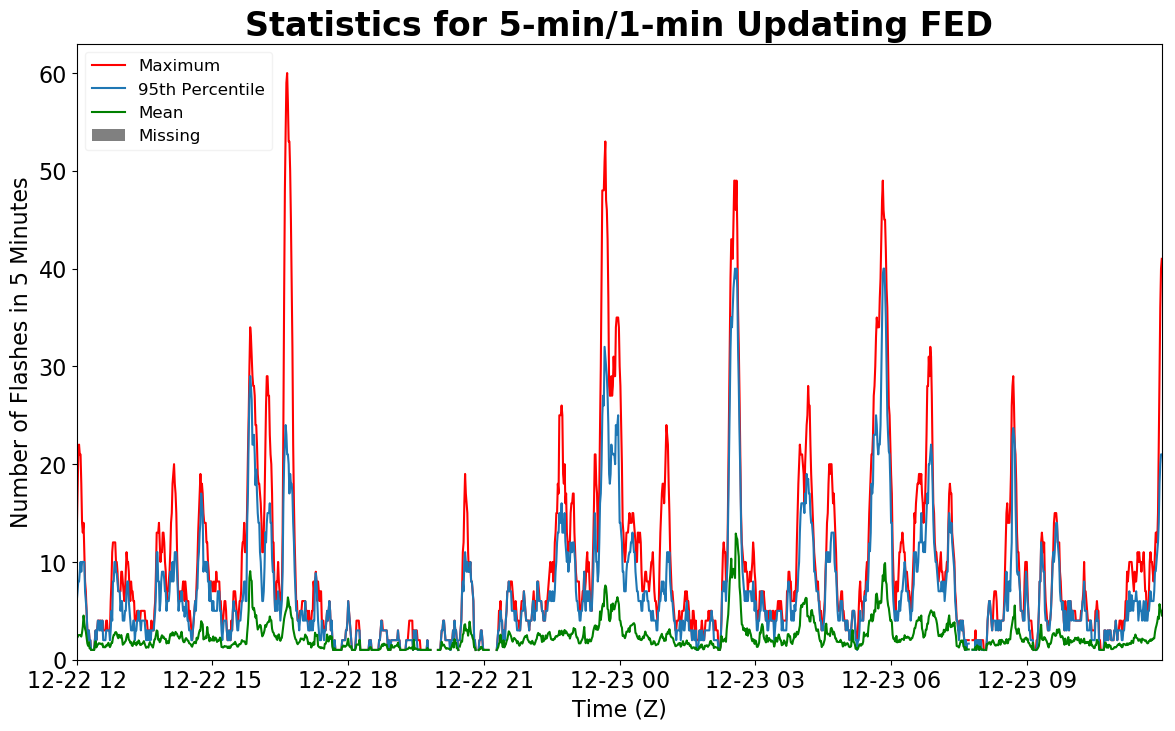 Statistics for 5-min/1-min Updating FED
Number of Flashes in 5 Minutes
60
50
40
30
20
10
0
Maximum
95th Percentile
Mean
Missing
12-22 12
12-22 15
12-22 18
12-22 21
12-23 00
12-23 03
12-23 06
12-23 09
Time (Z)